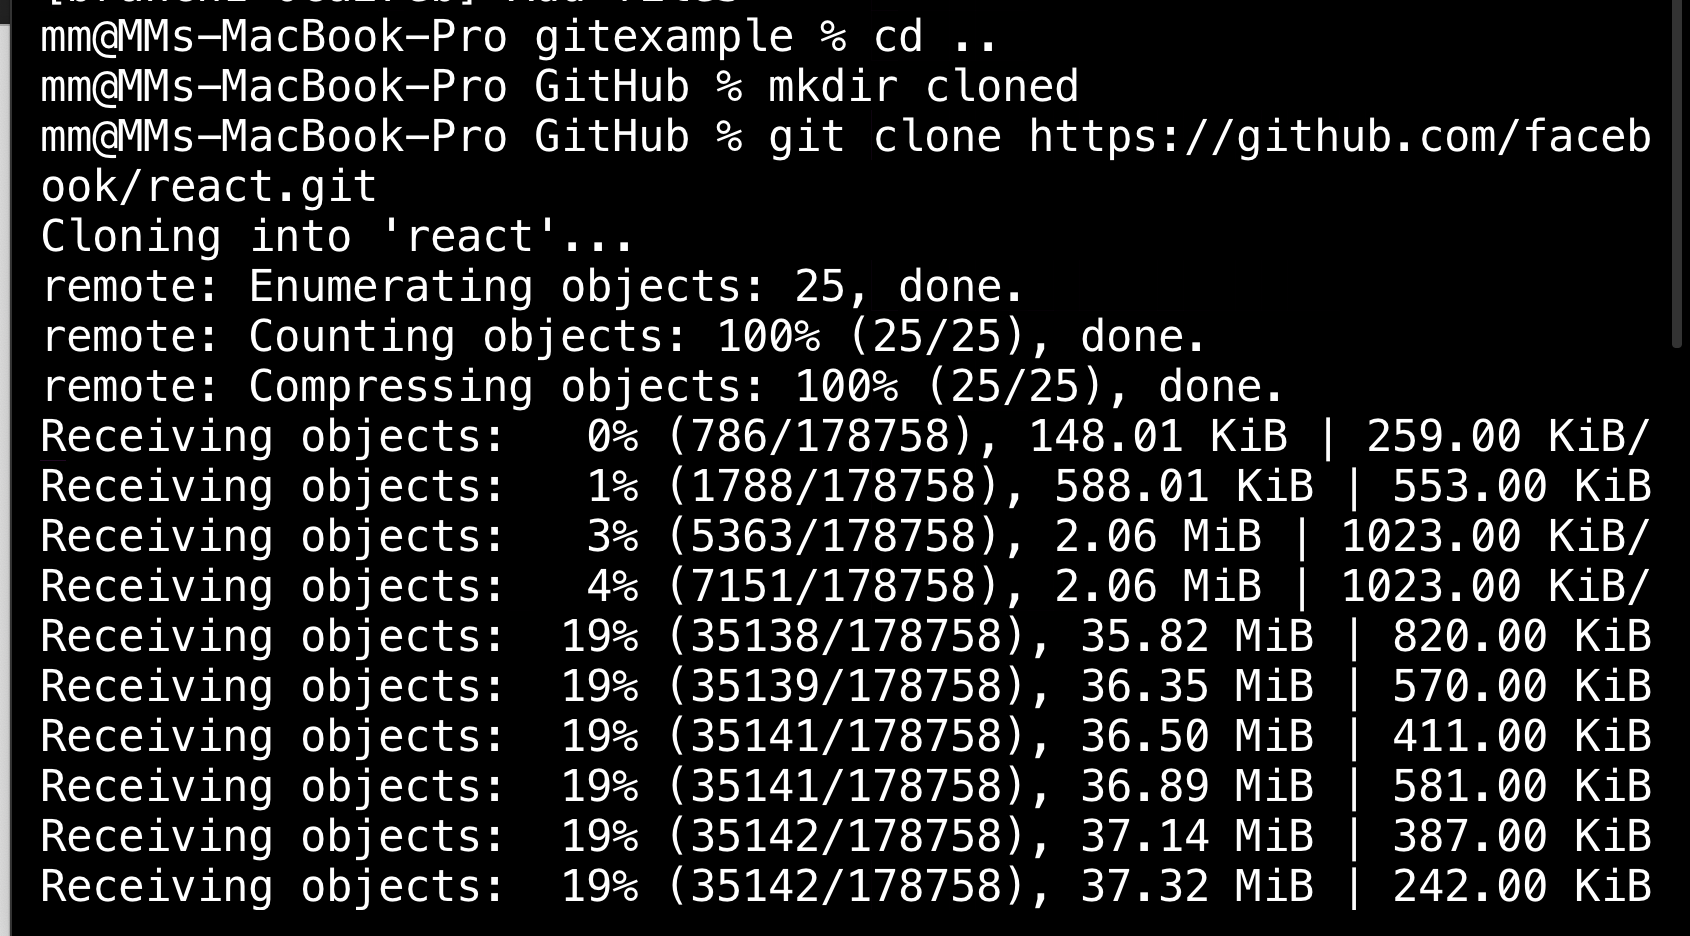 mm@MMs-MacBook-Pro gitexample % cd ..
mm@MMs-MacBook-Pro GitHub % mkdir cloned
mm@MMs-MacBook-Pro GitHub % git clone https://github.com/faceb
ook/react.git
Cloning into 'react'...
remote: Enumerating objects: 25, done.
remote: Counting objects: 100% (25/25), done.
remote: Compressing objects: 100% (25/25), done.
Receiving objects:   0% (786/178758), 148.01 KiB | 259.00 KiB/
Receiving objects:   1% (1788/178758), 588.01 KiB | 553.00 KiB
Receiving objects:   3% (5363/178758), 2.06 MiB | 1023.00 KiB/
Receiving objects:   4% (7151/178758), 2.06 MiB | 1023.00 KiB/
Receiving objects:  19% (35138/178758), 35.82 MiB | 820.00 KiB
Receiving objects:  19% (35139/178758), 36.35 MiB | 570.00 KiB
Receiving objects:  19% (35141/178758), 36.50 MiB | 411.00 KiB
Receiving objects:  19% (35141/178758), 36.89 MiB | 581.00 KiB
Receiving objects:  19% (35142/178758), 37.14 MiB | 387.00 KiB
Receiving objects:  19% (35142/178758), 37.32 MiB | 242.00 KiB